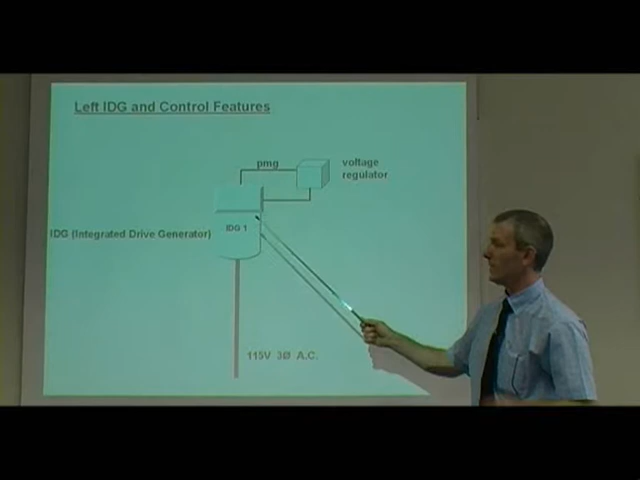 Left IDG and Control Features
pmg
voltage
regulator
IDG (Integrated Drive Generator)
IDG 1
115V 3Ø A.C.